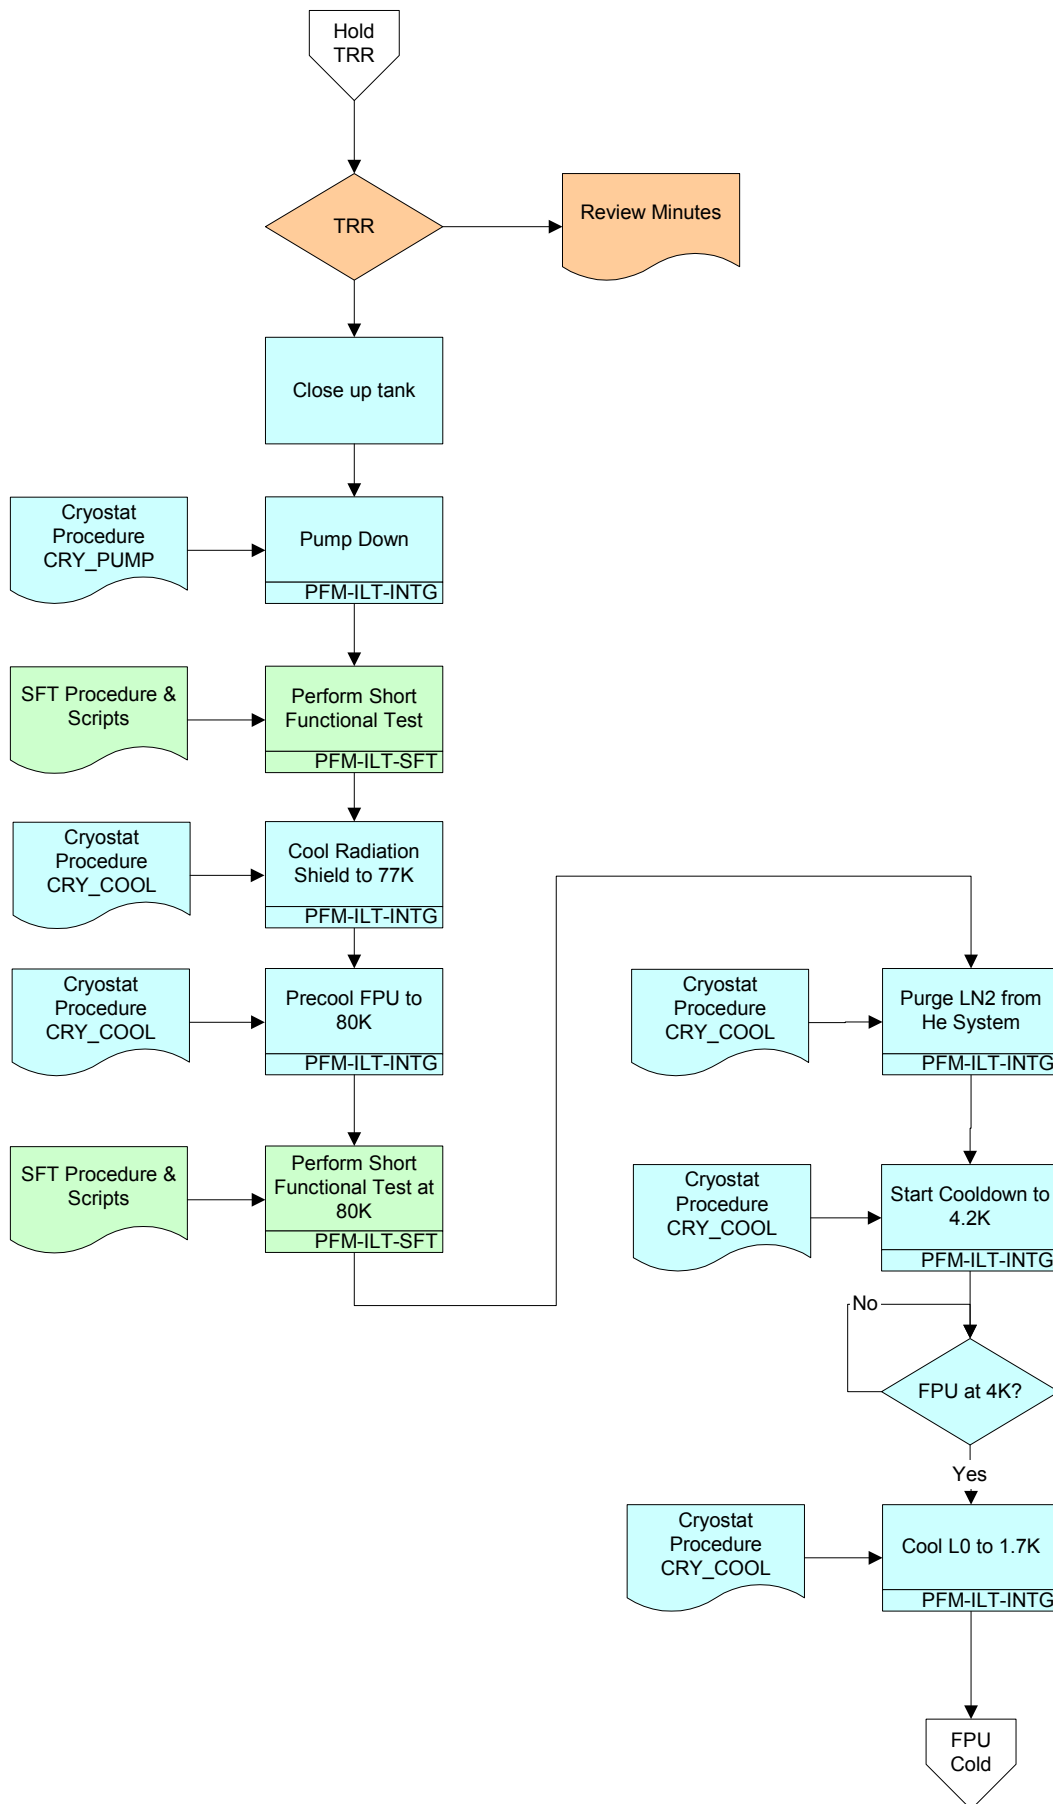 Hold
TRR
TRR
Review Minutes
Close up tank
Cryostat
Procedure
CRY_PUMP
Pump Down
PFM-ILT-INTG
SFT Procedure &
Scripts
Perform Short
Functional Test
PFM-ILT-SFT
Cryostat
Procedure
CRY_COOL
Cool Radiation
Shield to 77K
PFM-ILT-INTG
Cryostat
Procedure
CRY_COOL
Precool FPU to
80K
PFM-ILT-INTG
SFT Procedure &
Scripts
Perform Short
Functional Test at
80K
PFM-ILT-SFT
Cryostat
Procedure
CRY_COOL
Purge LN2 from
He System
PFM-ILT-INTG
Cryostat
Procedure
CRY_COOL
Start Cooldown to
4.2K
PFM-ILT-INTG
No
FPU at 4K?
Yes
Cryostat
Procedure
CRY_COOL
Cool L0 to 1.7K
PFM-ILT-INTG
FPU
Cold